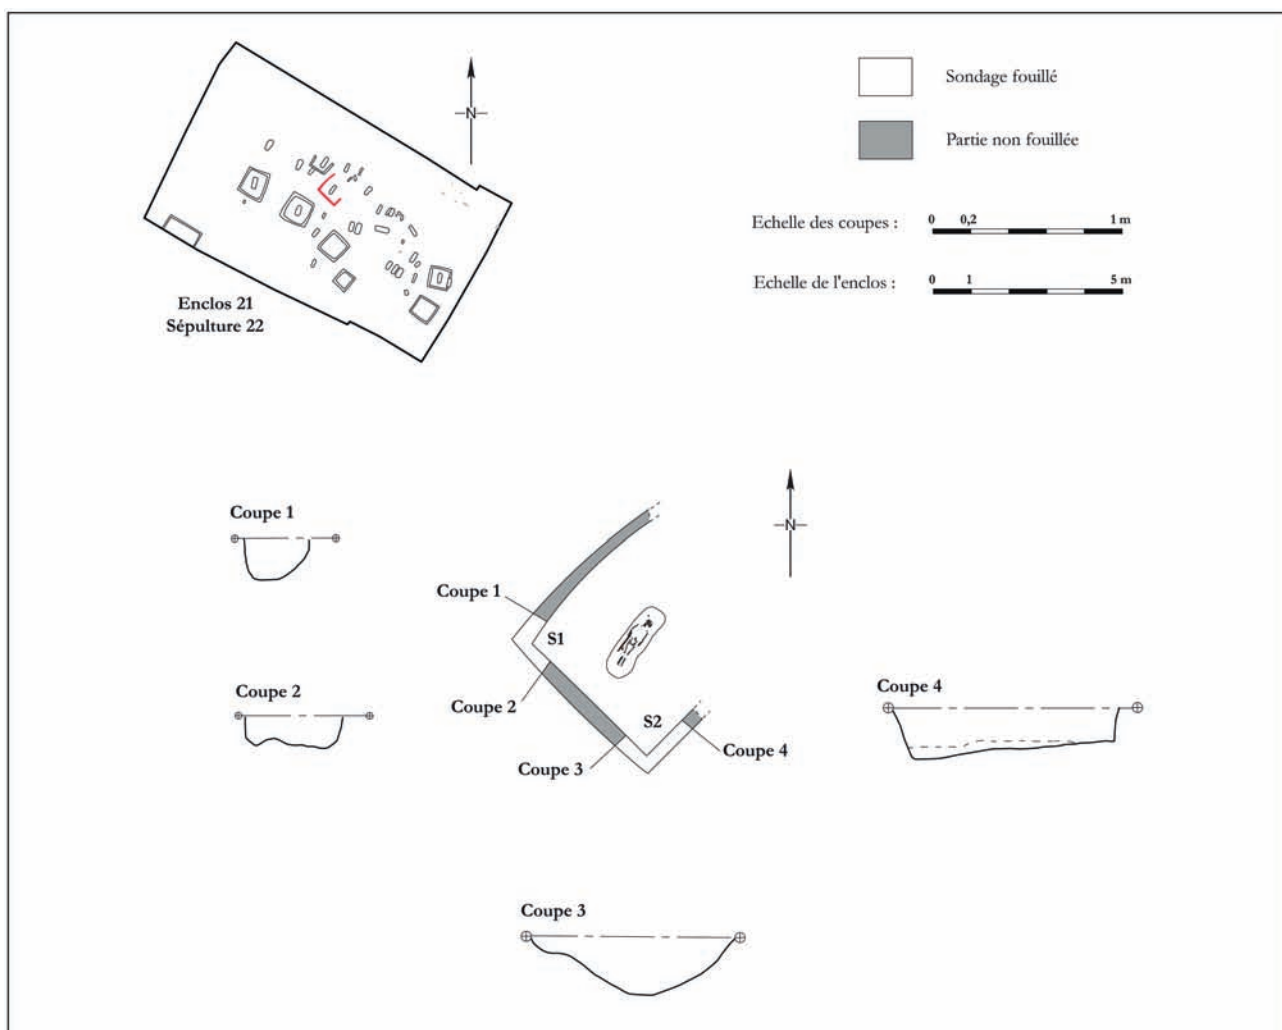 N
Sondage fouillé
Partie non fouillée
Echelle des coupes : 0 0,2 1 m
Echelle de l'enclos : 0 1 5 m
Enclos 21
Sépulture 22
N
Coupe 1
Coupe 1
S1
Coupe 2
Coupe 2
S2
Coupe 4
Coupe 4
Coupe 3
Coupe 3